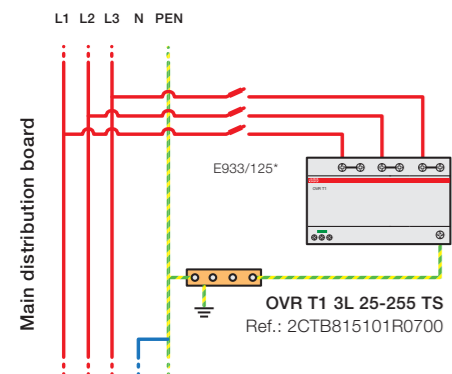 L1 L2 L3 N PEN
Main distribution board
E933/125*
ABB
OVR T1
OVR T1 3L 25-255 TS
Ref.: 2CTB815101R0700